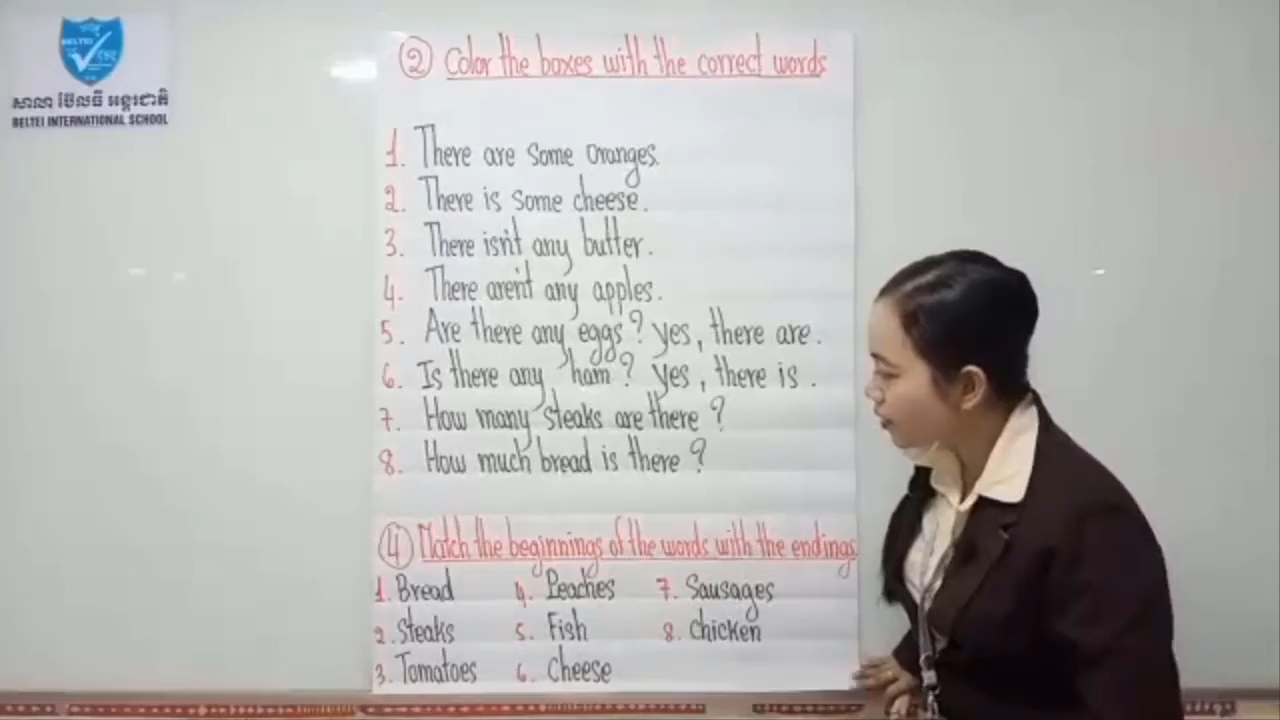 BELTEI
សាលា ប៊ែលធី អន្តរជាតិ
BELTEI INTERNATIONAL SCHOOL
2 Color the boxes with the correct words
1. There are some oranges.
2. There is some cheese.
3. There isn't any butter.
4. There aren't any apples.
5. Are there any eggs? yes, there are.
6. Is there any ham? yes, there is.
7. How many steaks are there?
8. How much bread is there?
4 Match the beginnings of the words with the endings
1. Bread 4. Peaches 7. Sausages
2. Steaks 5. Fish 8. Chicken
3. Tomatoes 6. Cheese